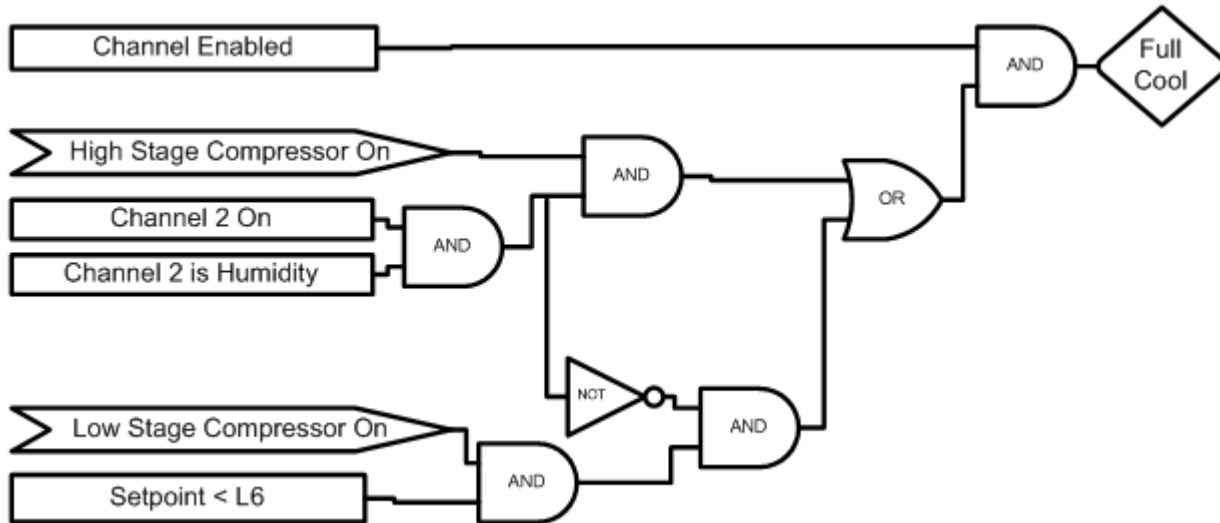 Channel Enabled
AND
Full
Cool
High Stage Compressor On
AND
OR
Channel 2 On
AND
Channel 2 is Humidity
NOT
AND
Low Stage Compressor On
AND
Setpoint < L6